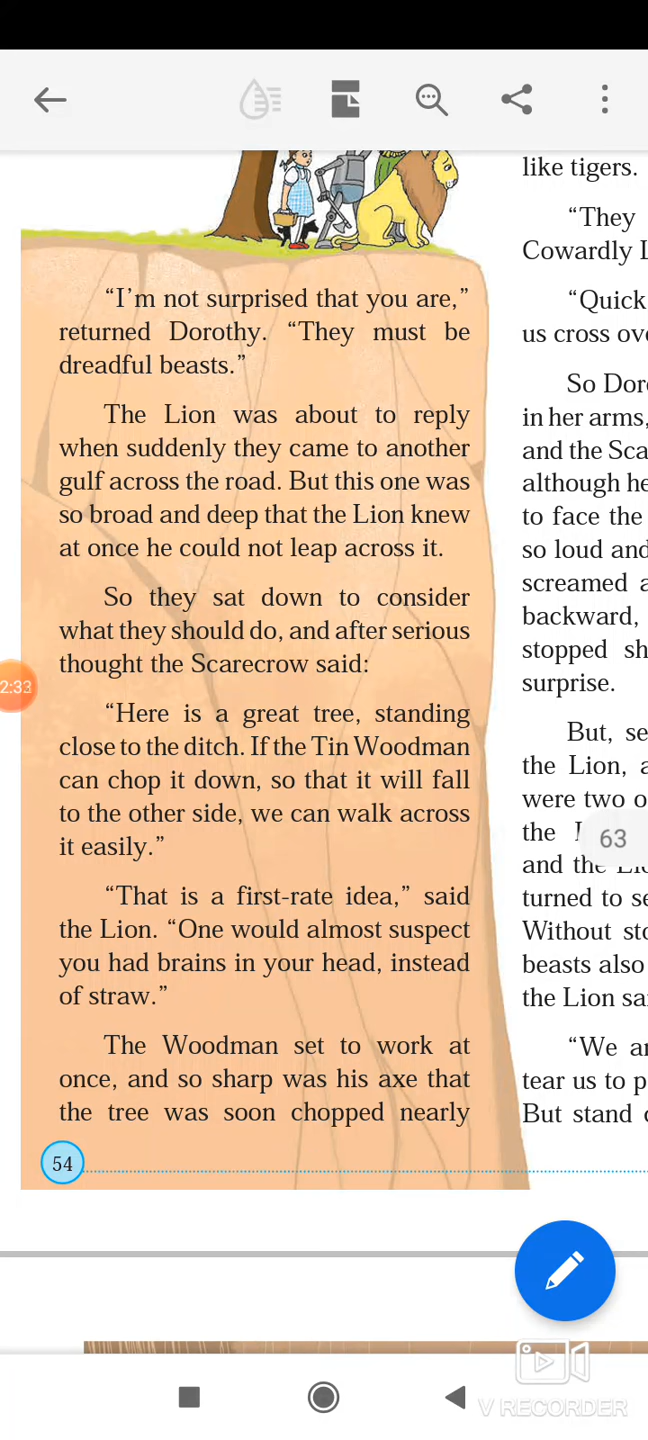 “I’m not surprised that you are,”
returned Dorothy. “They must be
dreadful beasts.”
The Lion was about to reply
when suddenly they came to another
gulf across the road. But this one was
so broad and deep that the Lion knew
at once he could not leap across it.
So they sat down to consider
what they should do, and after serious
thought the Scarecrow said:
“Here is a great tree, standing
close to the ditch. If the Tin Woodman
can chop it down, so that it will fall
to the other side, we can walk across
it easily.”
“That is a first-rate idea,” said
the Lion. “One would almost suspect
you had brains in your head, instead
of straw.”
The Woodman set to work at
once, and so sharp was his axe that
the tree was soon chopped nearly
54
like tigers.
“They
Cowardly
“Quick
us cross
So
in her arms,
and the
although
to face the
so loud
screamed
backward,
stopped
surprise.
But,
the Lion,
were two
the
and the
turned to
Without
beasts also
the Lion
“We
tear us to
But stand
63
2:33
V RECORDER